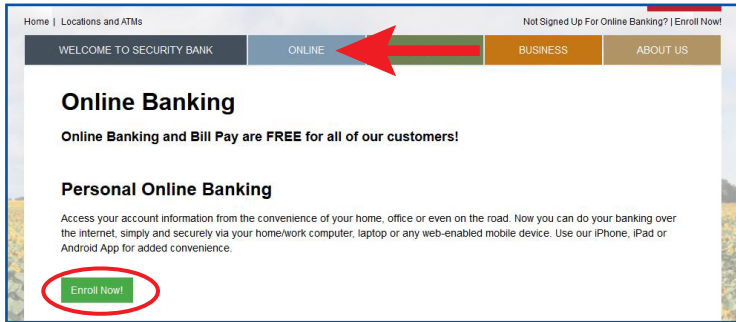 Home | Locations and ATMs
Not Signed Up For Online Banking? | Enroll Now!
WELCOME TO SECURITY BANK
ONLINE
BUSINESS
ABOUT US
Online Banking
Online Banking and Bill Pay are FREE for all of our customers!
Personal Online Banking
Access your account information from the convenience of your home, office or even on the road. Now you can do your banking over
the internet, simply and securely via your home/work computer, laptop or any web-enabled mobile device. Use our iPhone, iPad or
Android App for added convenience.
Enroll Now!